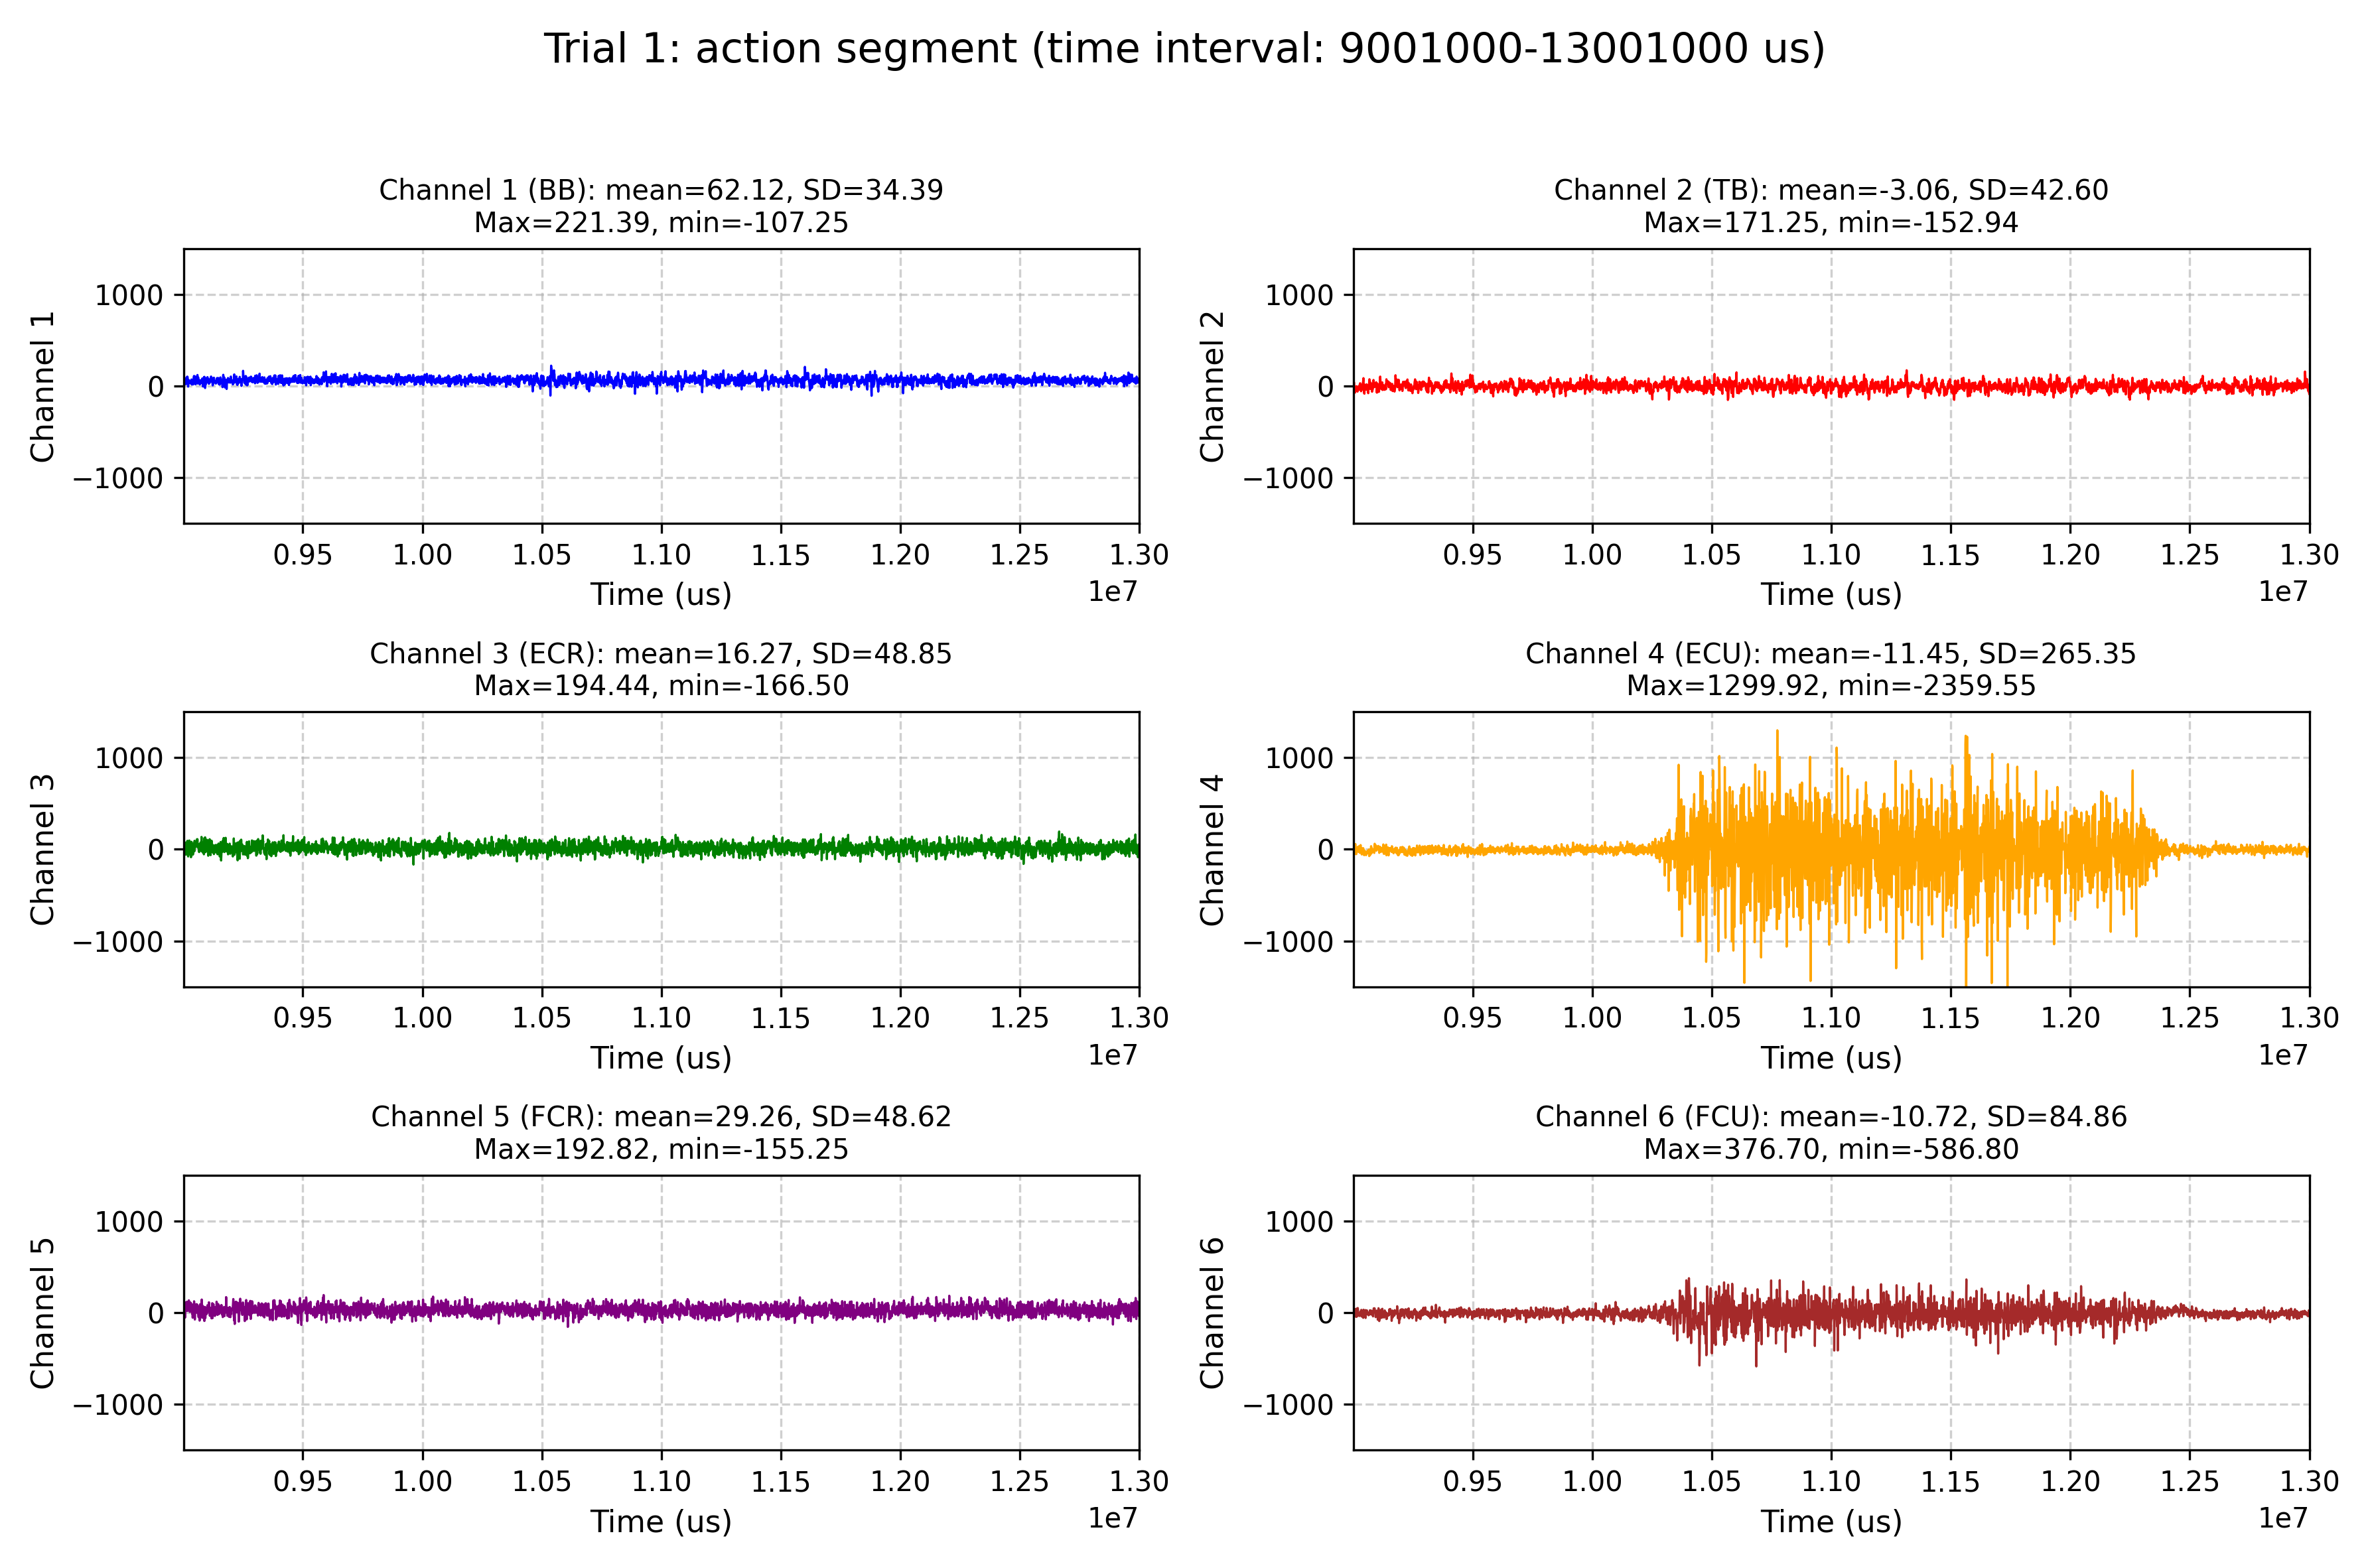 Trial 1: action segment (time interval: 9001000-13001000 us)
Channel 1 (BB): mean=62.12, SD=34.39
Max=221.39, min=-107.25
1000
0
−1000
Channel 1
0.95 1.00 1.05 1.10 1.15 1.20 1.25 1.30
Time (us)
1e7
Channel 2 (TB): mean=-3.06, SD=42.60
Max=171.25, min=-152.94
1000
0
−1000
Channel 2
0.95 1.00 1.05 1.10 1.15 1.20 1.25 1.30
Time (us)
1e7
Channel 3 (ECR): mean=16.27, SD=48.85
Max=194.44, min=-166.50
1000
0
−1000
Channel 3
0.95 1.00 1.05 1.10 1.15 1.20 1.25 1.30
Time (us)
1e7
Channel 4 (ECU): mean=-11.45, SD=265.35
Max=1299.92, min=-2359.55
1000
0
−1000
Channel 4
0.95 1.00 1.05 1.10 1.15 1.20 1.25 1.30
Time (us)
1e7
Channel 5 (FCR): mean=29.26, SD=48.62
Max=192.82, min=-155.25
1000
0
−1000
Channel 5
0.95 1.00 1.05 1.10 1.15 1.20 1.25 1.30
Time (us)
1e7
Channel 6 (FCU): mean=-10.72, SD=84.86
Max=376.70, min=-586.80
1000
0
−1000
Channel 6
0.95 1.00 1.05 1.10 1.15 1.20 1.25 1.30
Time (us)
1e7